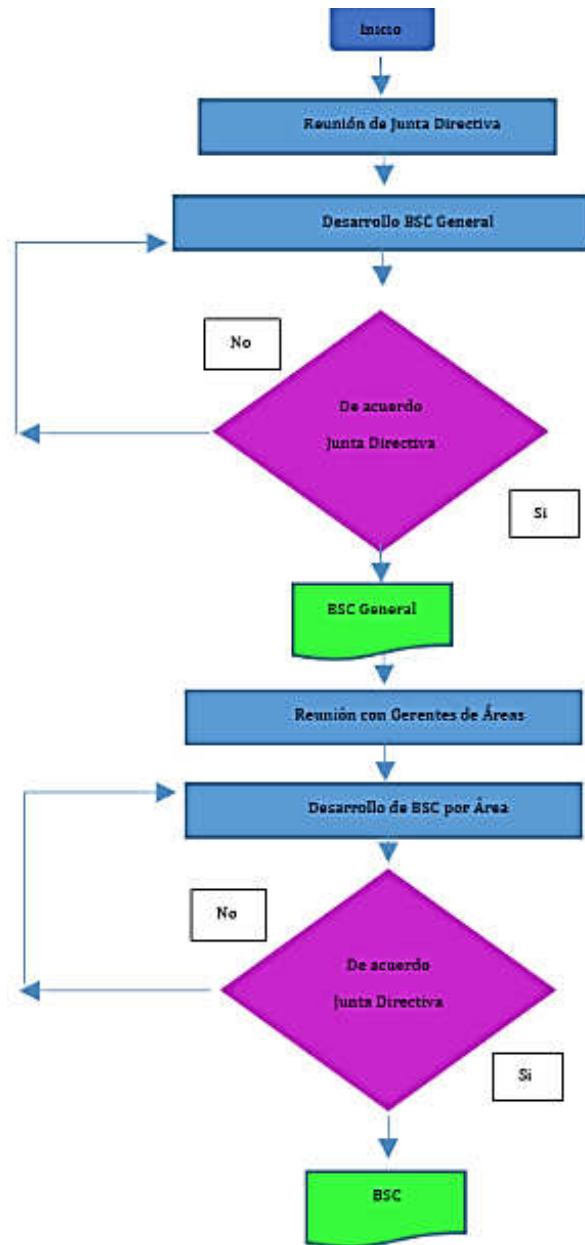 Inicio
Reunión de Junta Directiva
Desarrollo BSC General
No
De acuerdo
Junta Directiva
Si
BSC General
Reunión con Gerentes de Áreas
Desarrollo de BSC por Área
No
De acuerdo
Junta Directiva
Si
BSC